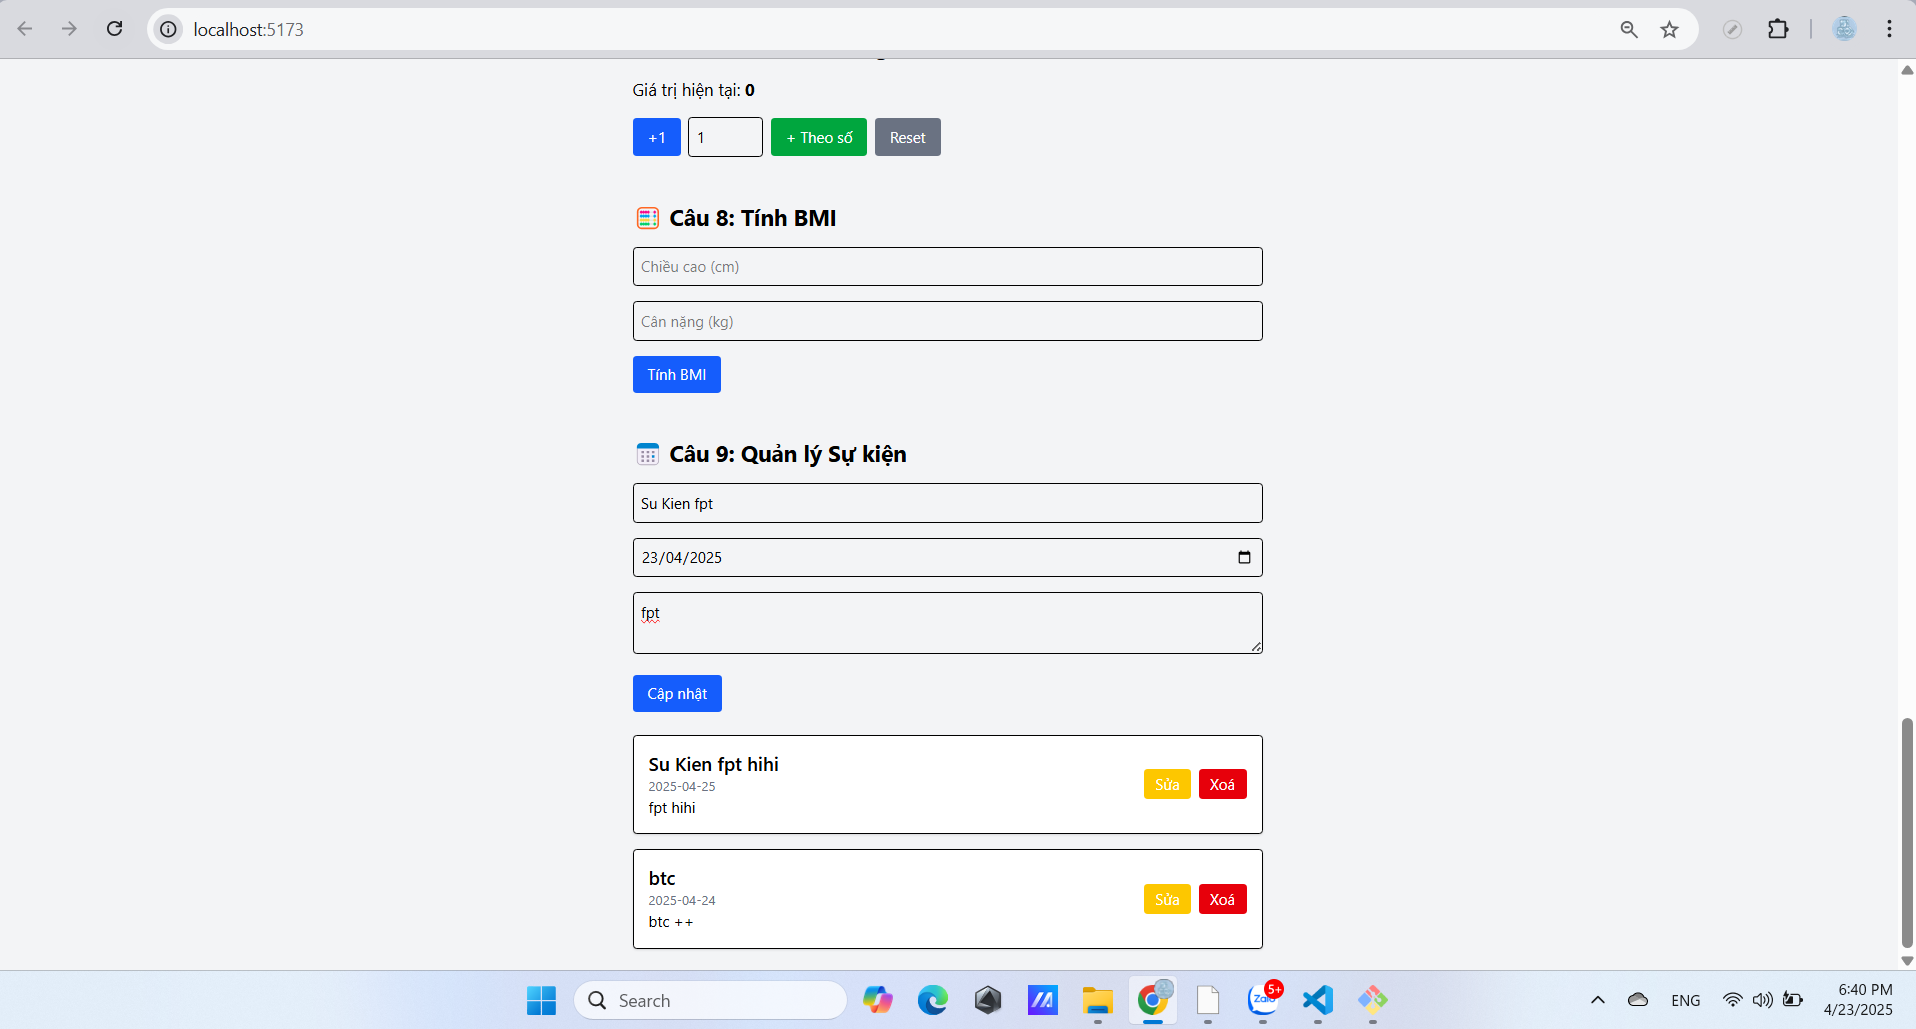 localhost:5173
Giá trị hiện tại: 0
+1
1
+ Theo số
Reset
Câu 8: Tính BMI
Chiều cao (cm)
Cân nặng (kg)
Tính BMI
Câu 9: Quản lý Sự kiện
Su Kien fpt
23/04/2025
fpt
Cập nhật
Su Kien fpt hihi
2025-04-25
fpt hihi
Sửa
Xoá
btc
2025-04-24
btc ++
Sửa
Xoá
Search
Zalo
5+
ENG
6:40 PM
4/23/2025